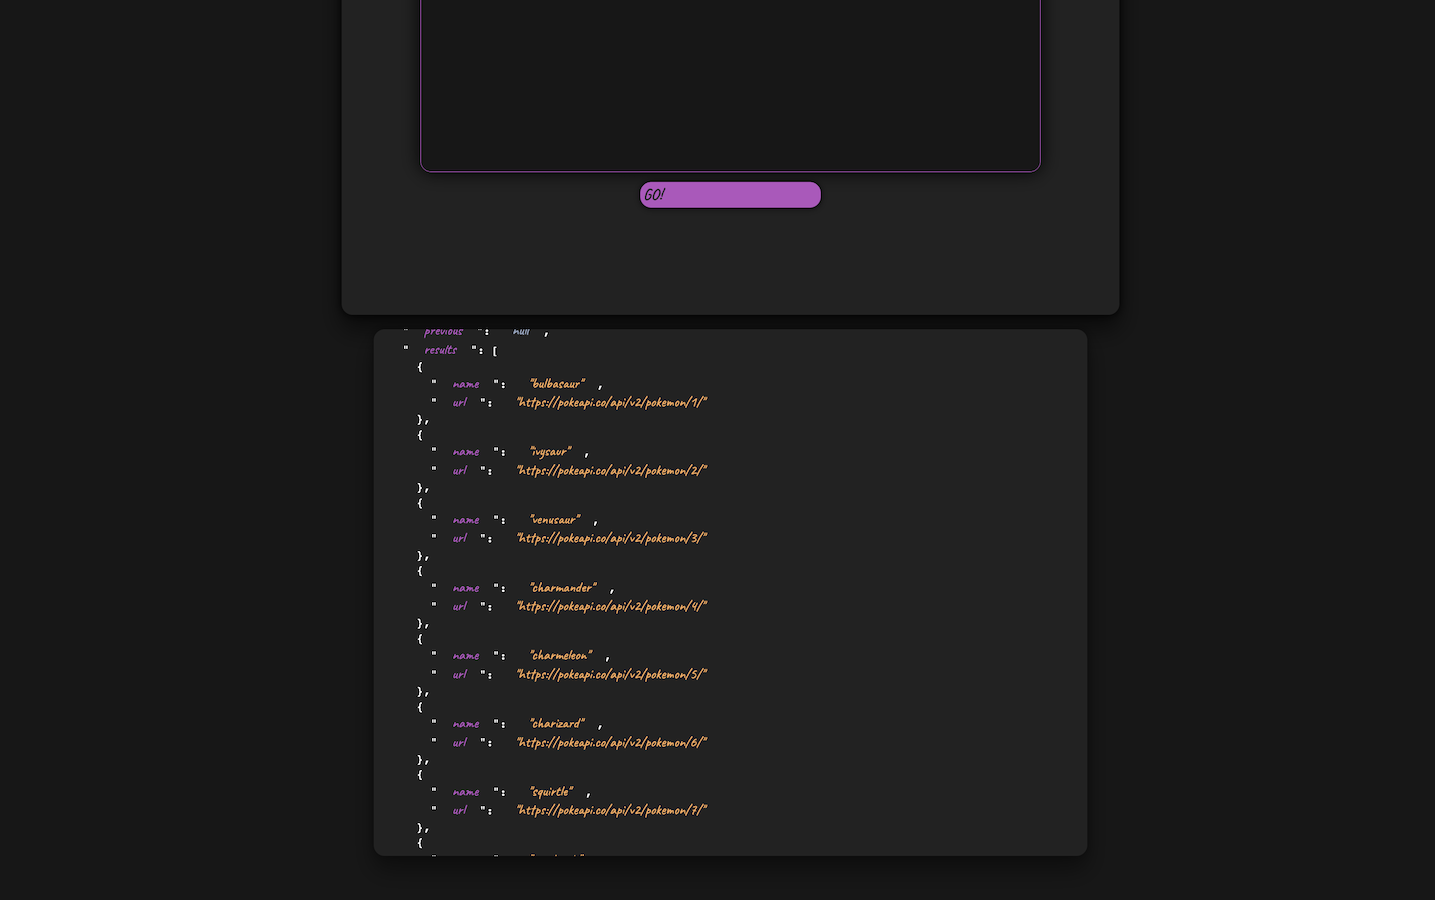 GO!
" previous ": null ,
" results ": [
{
" name ": "bulbasaur" ,
" url ": "https://pokeapi.co/api/v2/pokemon/1/"
},
{
" name ": "ivysaur" ,
" url ": "https://pokeapi.co/api/v2/pokemon/2/"
},
{
" name ": "venusaur" ,
" url ": "https://pokeapi.co/api/v2/pokemon/3/"
},
{
" name ": "charmander" ,
" url ": "https://pokeapi.co/api/v2/pokemon/4/"
},
{
" name ": "charmeleon" ,
" url ": "https://pokeapi.co/api/v2/pokemon/5/"
},
{
" name ": "charizard" ,
" url ": "https://pokeapi.co/api/v2/pokemon/6/"
},
{
" name ": "squirtle" ,
" url ": "https://pokeapi.co/api/v2/pokemon/7/"
},
{